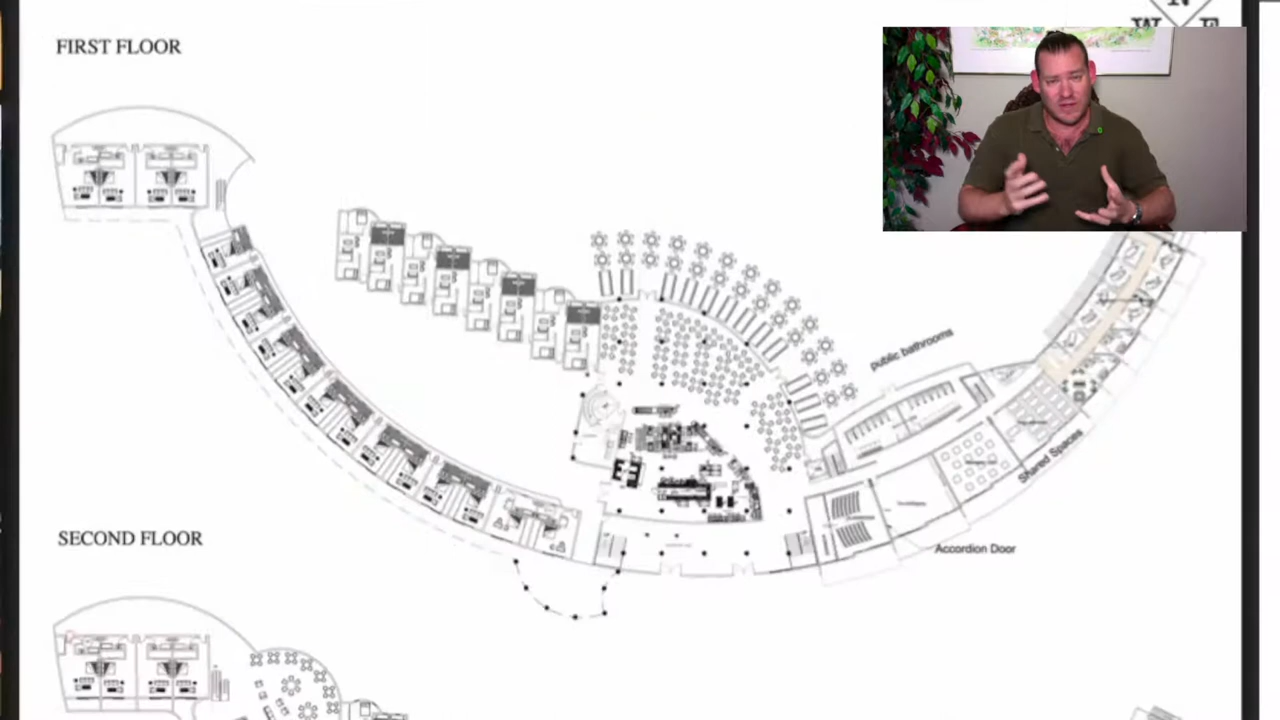 N
W E
FIRST FLOOR
public bathrooms
Shared Spaces
Accordion Door
SECOND FLOOR